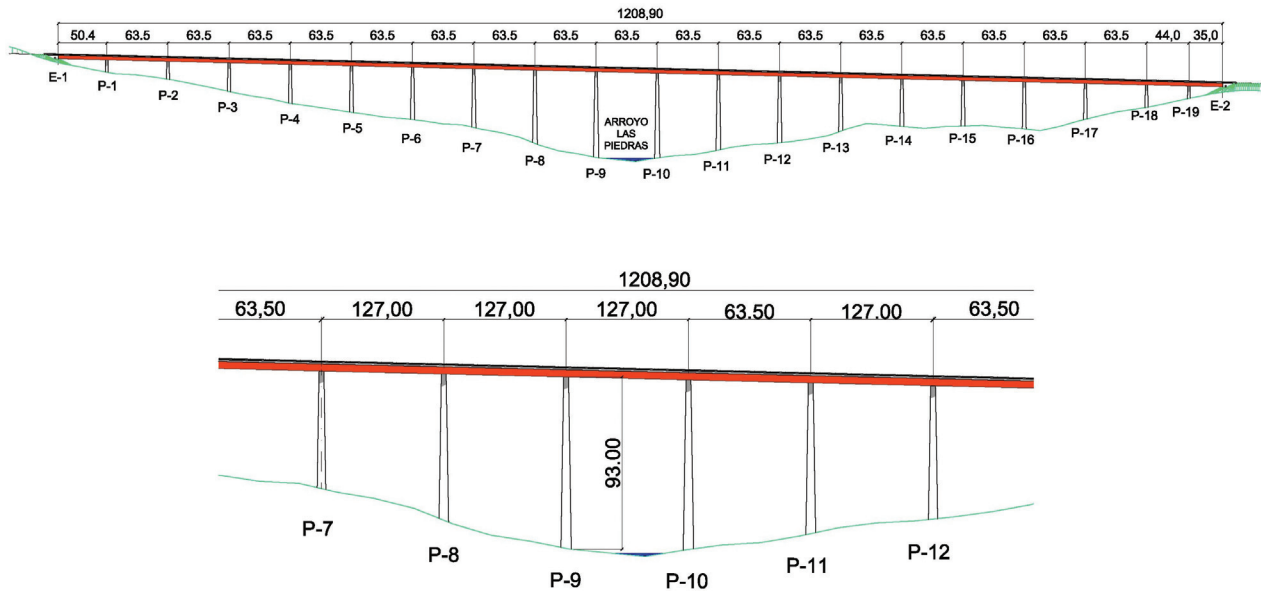 1208,90
50.4 63.5 63.5 63.5 63.5 63.5 63.5 63.5 63.5 63.5 63.5 63.5 63.5 63.5 63.5 63.5 63.5 63.5 44,0 35,0
E-1 P-1 P-2 P-3 P-4 P-5 P-6 P-7 P-8 P-9 P-10 P-11 P-12 P-13 P-14 P-15 P-16 P-17 P-18 P-19 E-2
ARROYO
LAS
PIEDRAS
1208,90
63,50 127,00 127,00 127,00 63.50 127.00 63,50
93.00
P-7 P-8 P-9 P-10 P-11 P-12